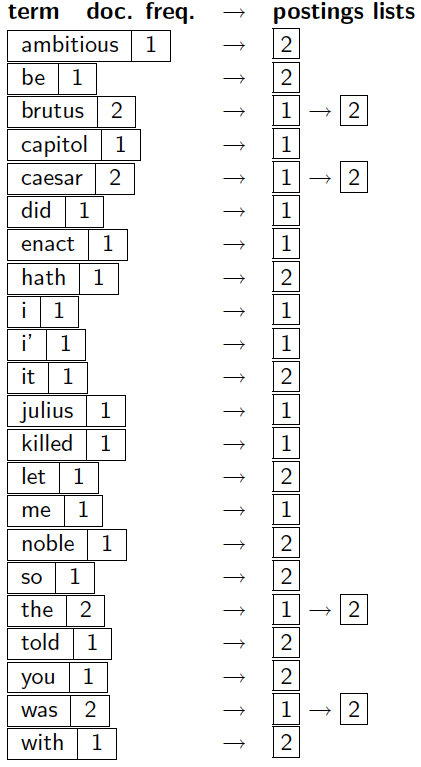 term doc. freq. → postings lists
ambitious 1 → 2
be 1 → 2
brutus 2 → 1 → 2
capitol 1 → 1
caesar 2 → 1 → 2
did 1 → 1
enact 1 → 1
hath 1 → 2
i 1 → 1
i' 1 → 1
it 1 → 2
julius 1 → 1
killed 1 → 1
let 1 → 2
me 1 → 1
noble 1 → 2
so 1 → 2
the 2 → 1 → 2
told 1 → 2
you 1 → 2
was 2 → 1 → 2
with 1 → 2